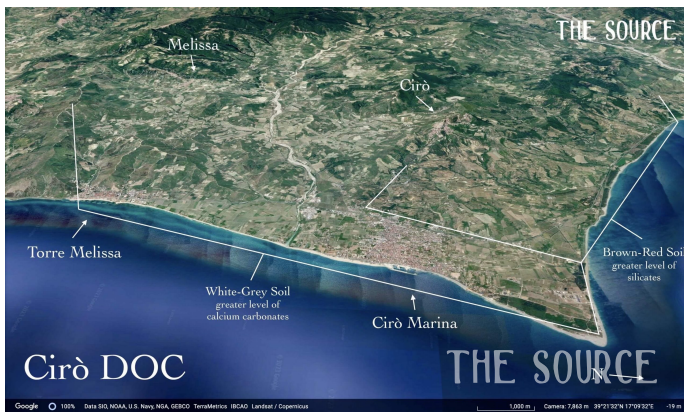 THE SOURCE
Melissa
Cirò
Torre Melissa
Brown-Red Soil
greater level of
silicates
White-Grey Soil
greater level of
calcium carbonates
Cirò Marina
Cirò DOC
THE SOURCE
N
Google 100% Data SIO, NOAA, U.S. Navy, NGA, GEBCO TerraMetrics IBCAO Landsat / Copernicus 1,000 m Camera: 7,863 m 39°21'32"N 17°09'32"E -19 m